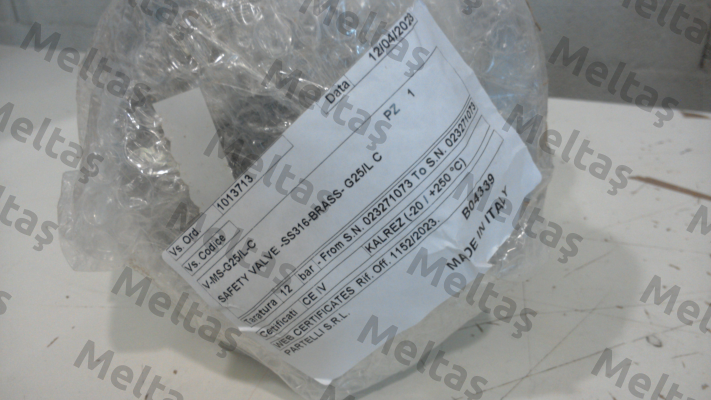 Data 12/04/2023
Vs. Ord. 1013713
Vs. Codice PZ 1
V-MS-G25/L-C
SAFETY VALVE -SS316-BRASS- G25/L C
Taratura 12 bar - From S.N. 023271073 To S.N. 023271073
Certificati CE IV KALREZ (-20 / +250 °C)
WEB CERTIFICATES Rif. Off. 1152/2023 B04339
PARTELLI S.R.L. MADE IN ITALY
Meltaş